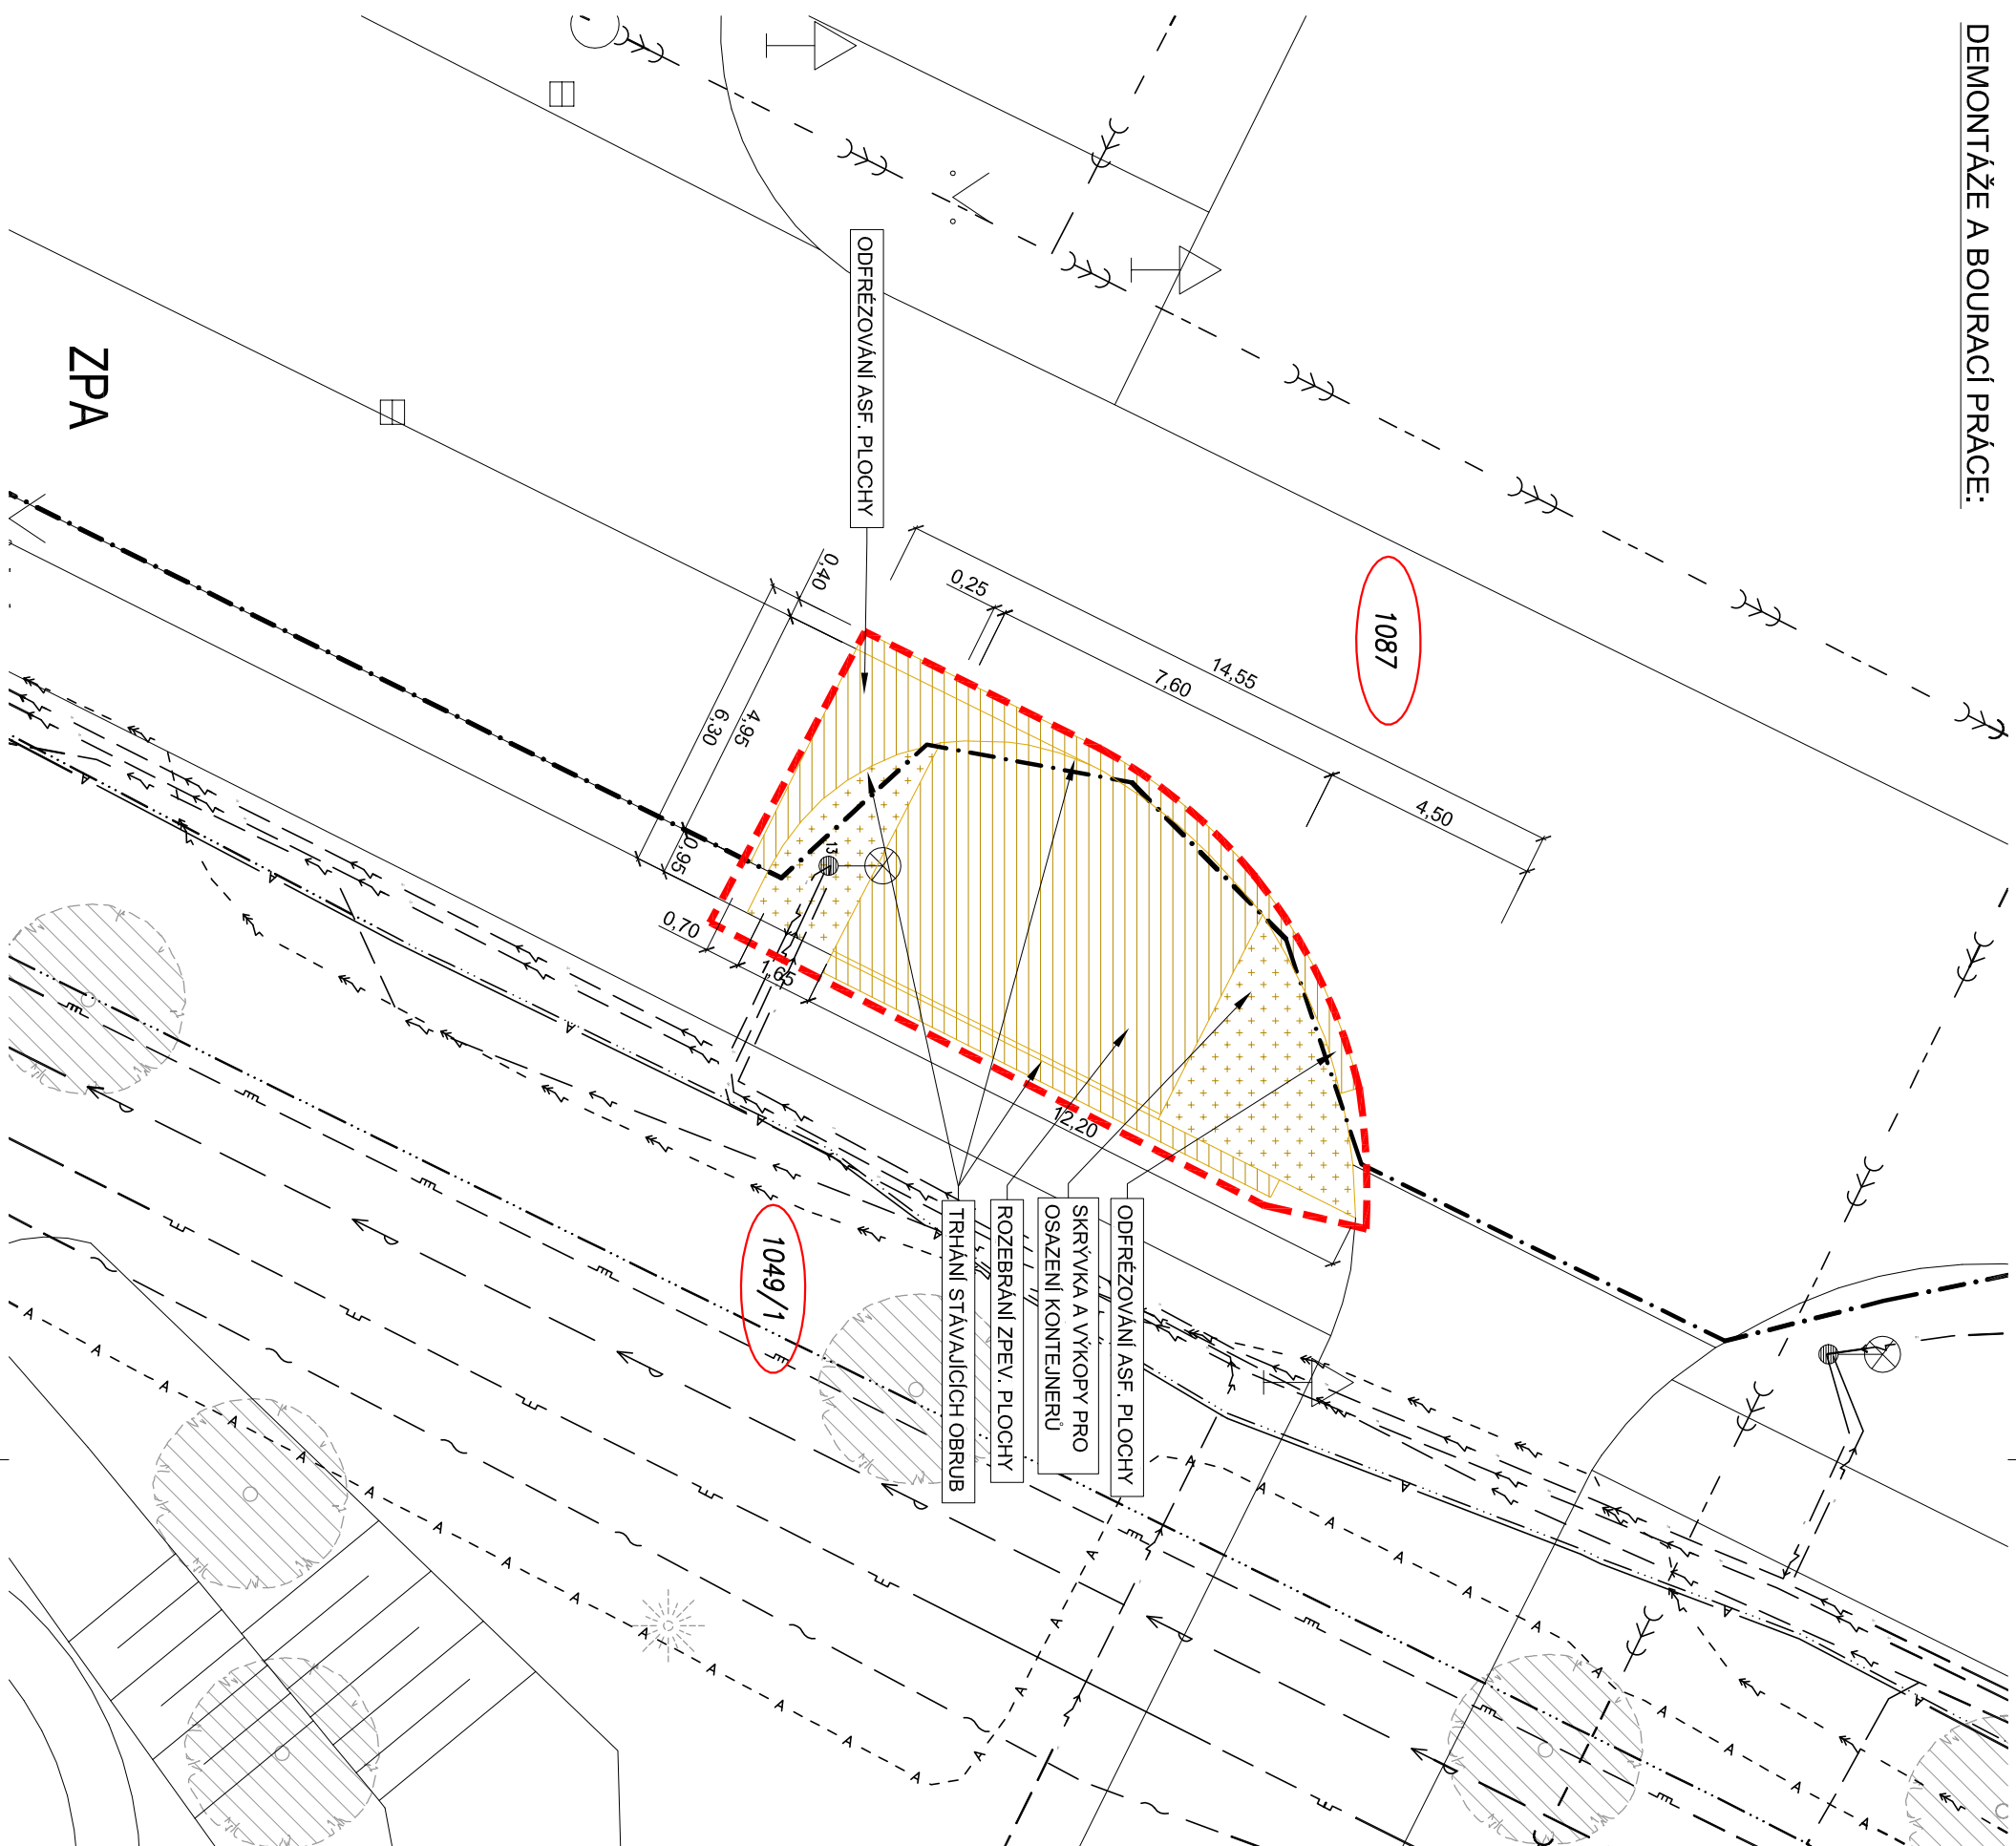 DEMONTÁŽE A BOURACÍ PRÁCE:
ODFRÉZOVÁNÍ ASF. PLOCHY
ZPA
1087
14,55
0,25
7,60
4,50
0,40
6,30
4,95
0,95
0,70
1,65
12,20
13
ODFRÉZOVÁNÍ ASF. PLOCHY
SKRÝVKA A VÝKOPY PRO
OSAZENÍ KONTEJNERŮ
ROZEBRÁNÍ ZPEV. PLOCHY
TRHÁNÍ STÁVAJÍCÍCH OBRUB
1049/1